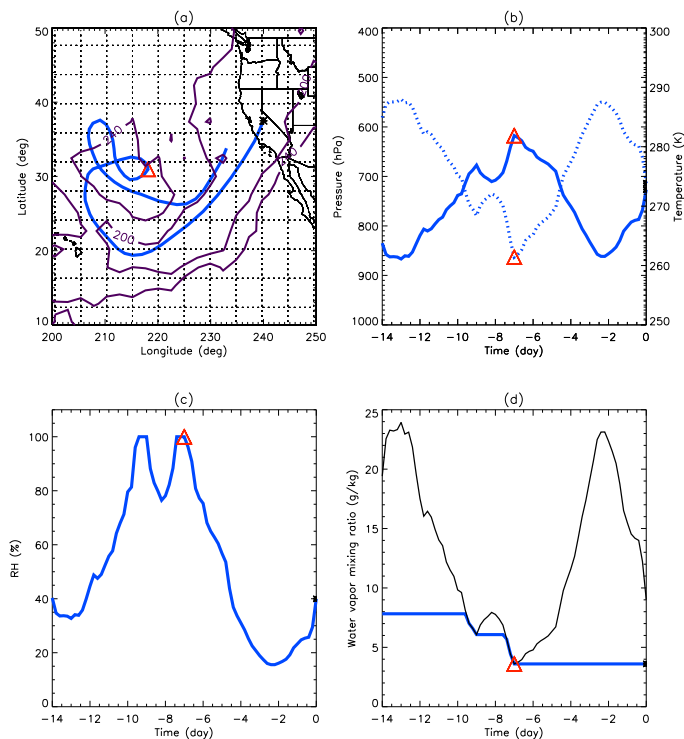 (a)
50
40
30
20
10
Latitude (deg)
240
200
200 210 220 230 240 250
Longitude (deg)
(b)
400
500
600
700
800
900
1000
Pressure (hPa)
300
290
280
270
260
250
Temperature (K)
-14 -12 -10 -8 -6 -4 -2 0
Time (day)
(c)
100
80
60
40
20
0
RH (%)
-14 -12 -10 -8 -6 -4 -2 0
Time (day)
(d)
25
20
15
10
5
0
Water vapor mixing ratio (g/kg)
-14 -12 -10 -8 -6 -4 -2 0
Time (day)